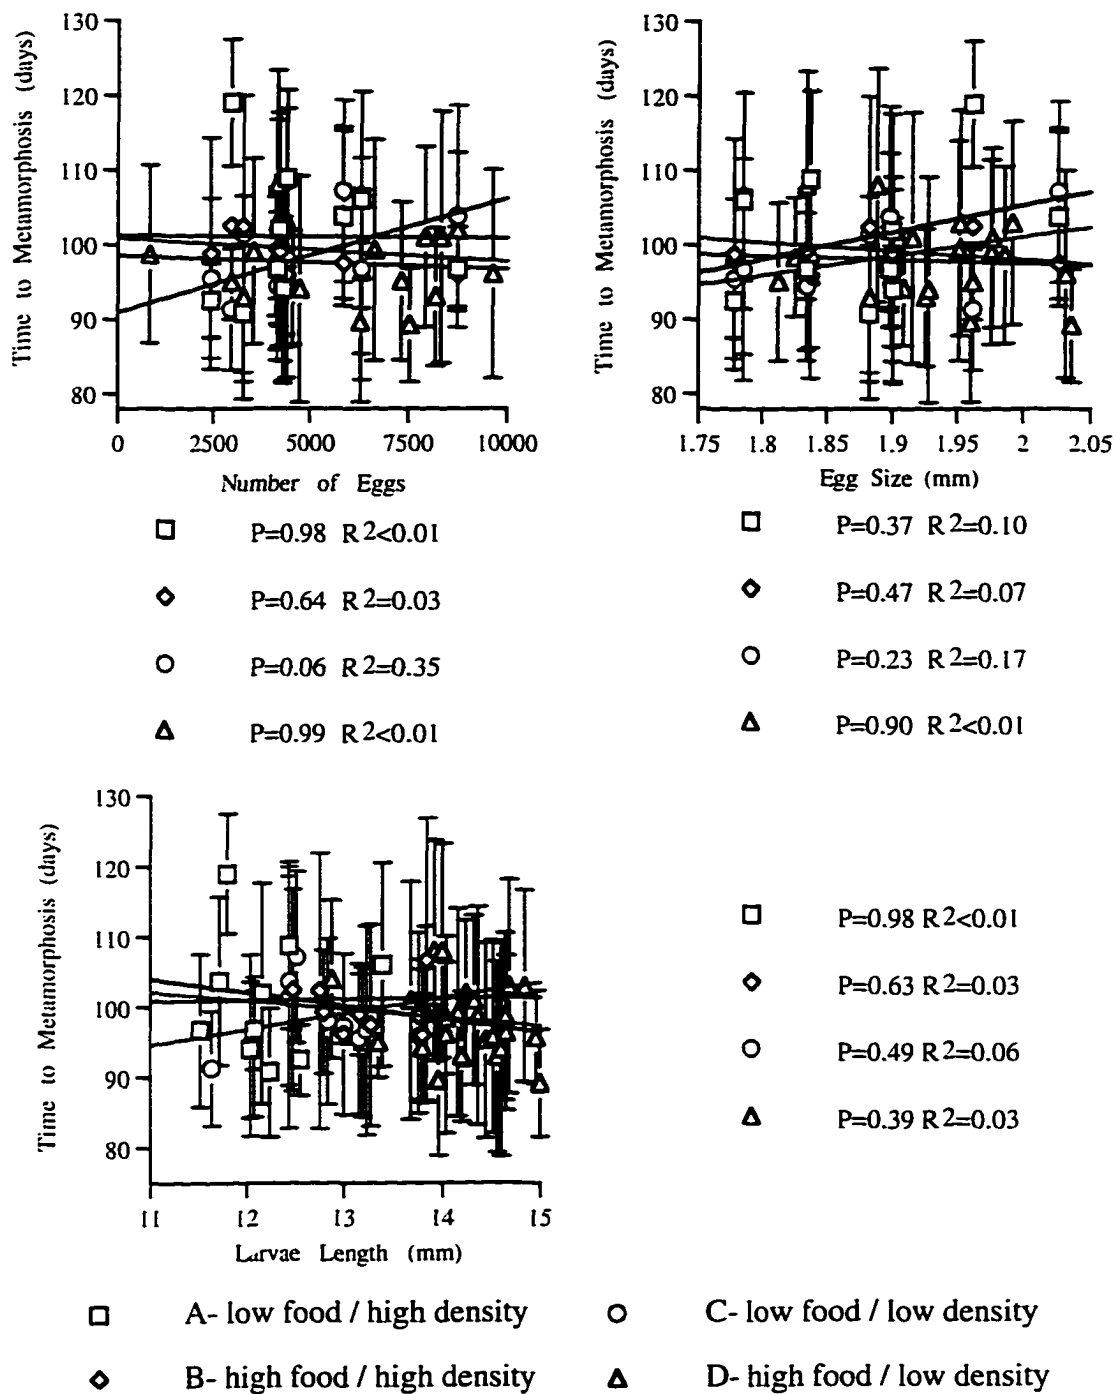 130
120
110
100
90
80
Time to Metamorphosis (days)
0 2500 5000 7500 10000
Number of Eggs
130
120
110
100
90
80
Time to Metamorphosis (days)
1.75 1.8 1.85 1.9 1.95 2 2.05
Egg Size (mm)
P=0.98 R2<0.01
P=0.64 R2=0.03
P=0.06 R2=0.35
P=0.99 R2<0.01
P=0.37 R2=0.10
P=0.47 R2=0.07
P=0.23 R2=0.17
P=0.90 R2<0.01
130
120
110
100
90
80
Time to Metamorphosis (days)
11 12 13 14 15
Larvae Length (mm)
P=0.98 R2<0.01
P=0.63 R2=0.03
P=0.49 R2=0.06
P=0.39 R2=0.03
A- low food / high density
C- low food / low density
B- high food / high density
D- high food / low density